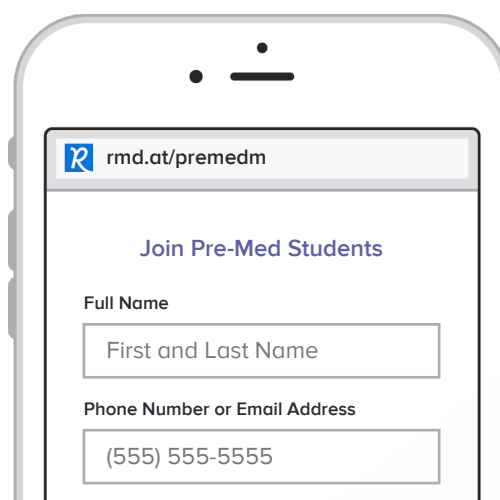 rmd.at/premedm
Join Pre-Med Students
Full Name
First and Last Name
Phone Number or Email Address
(555) 555-5555